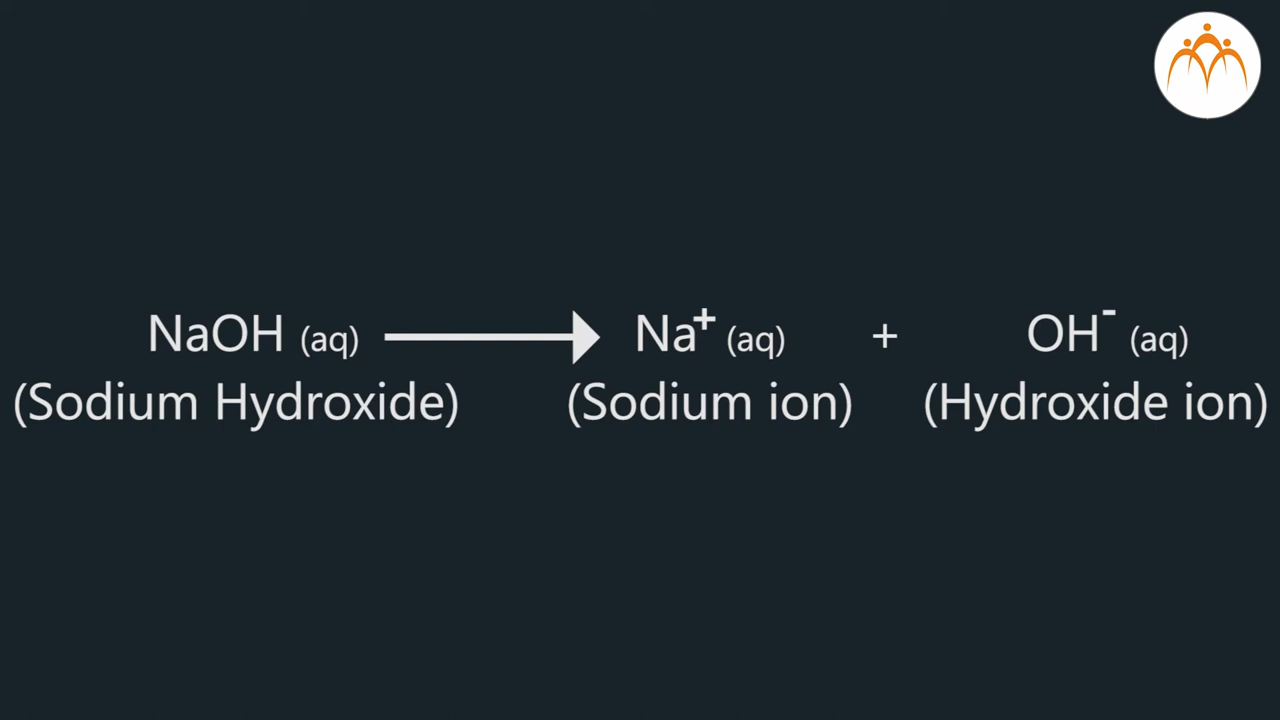 NaOH (aq) ⟶ Na⁺ (aq) + OH⁻ (aq)
(Sodium Hydroxide) (Sodium ion) (Hydroxide ion)